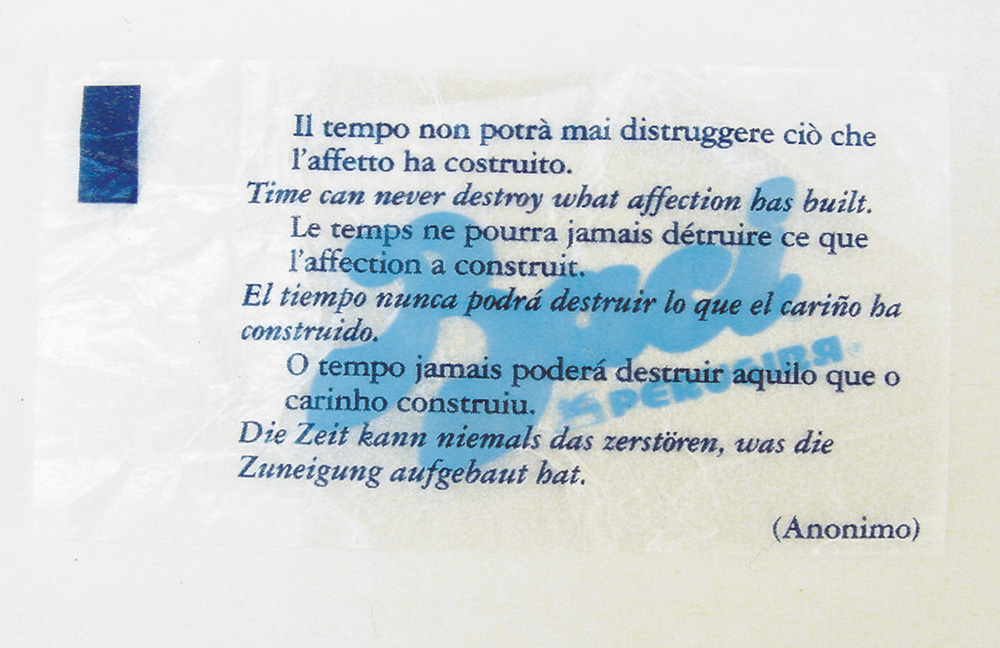 Il tempo non potrà mai distruggere ciò che
l'affetto ha costruito.
Time can never destroy what affection has built.
Le temps ne pourra jamais détruire ce que
l'affection a construit.
El tiempo nunca podrá destruir lo que el cariño ha
construido.
O tempo jamais poderá destruir aquilo que o
carinho construiu.
Die Zeit kann niemals das zerstören, was die
Zuneigung aufgebaut hat.
(Anonimo)
Baci
PERUGINA